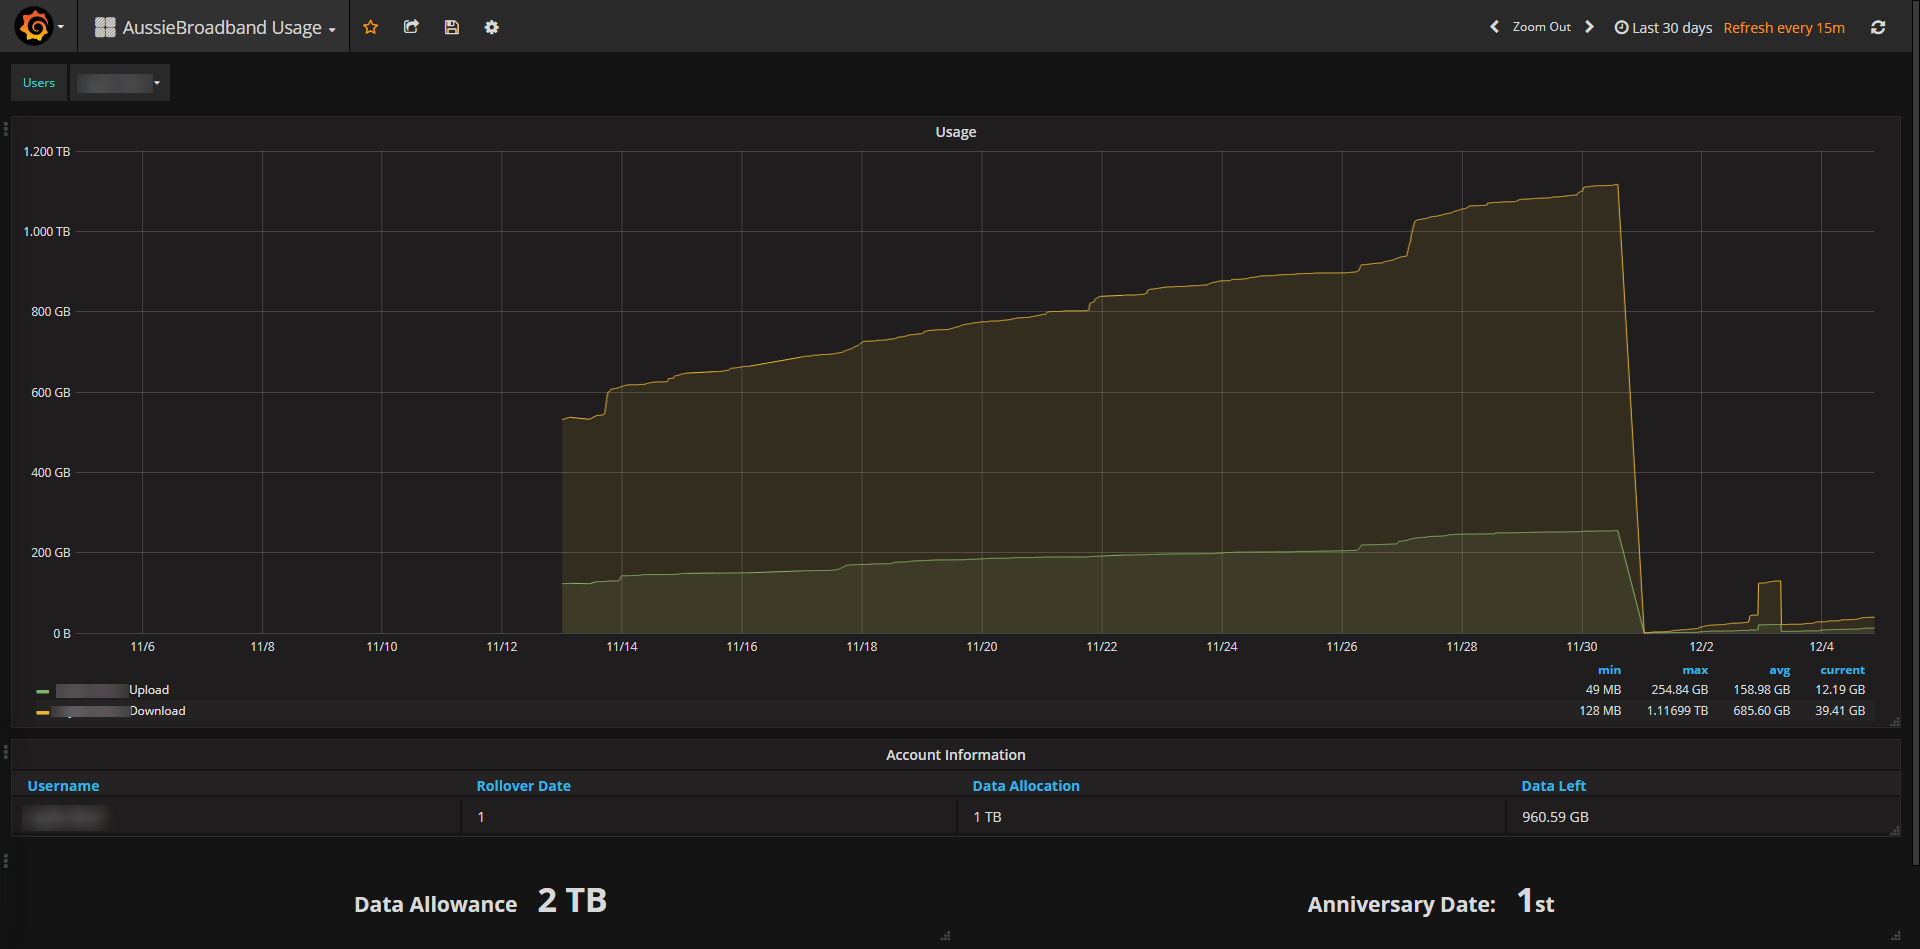 AussieBroadband Usage
Zoom Out
Last 30 days
Refresh every 15m
Users
Usage
1.200 TB
1.000 TB
800 GB
600 GB
400 GB
200 GB
0 B
11/6 11/8 11/10 11/12 11/14 11/16 11/18 11/20 11/22 11/24 11/26 11/28 11/30 12/2 12/4
min max avg current
Upload 49 MB 254.84 GB 158.98 GB 12.19 GB
Download 128 MB 1.11699 TB 685.60 GB 39.41 GB
Account Information
Username Rollover Date Data Allocation Data Left
1 1 TB 960.59 GB
Data Allowance 2 TB
Anniversary Date: 1st